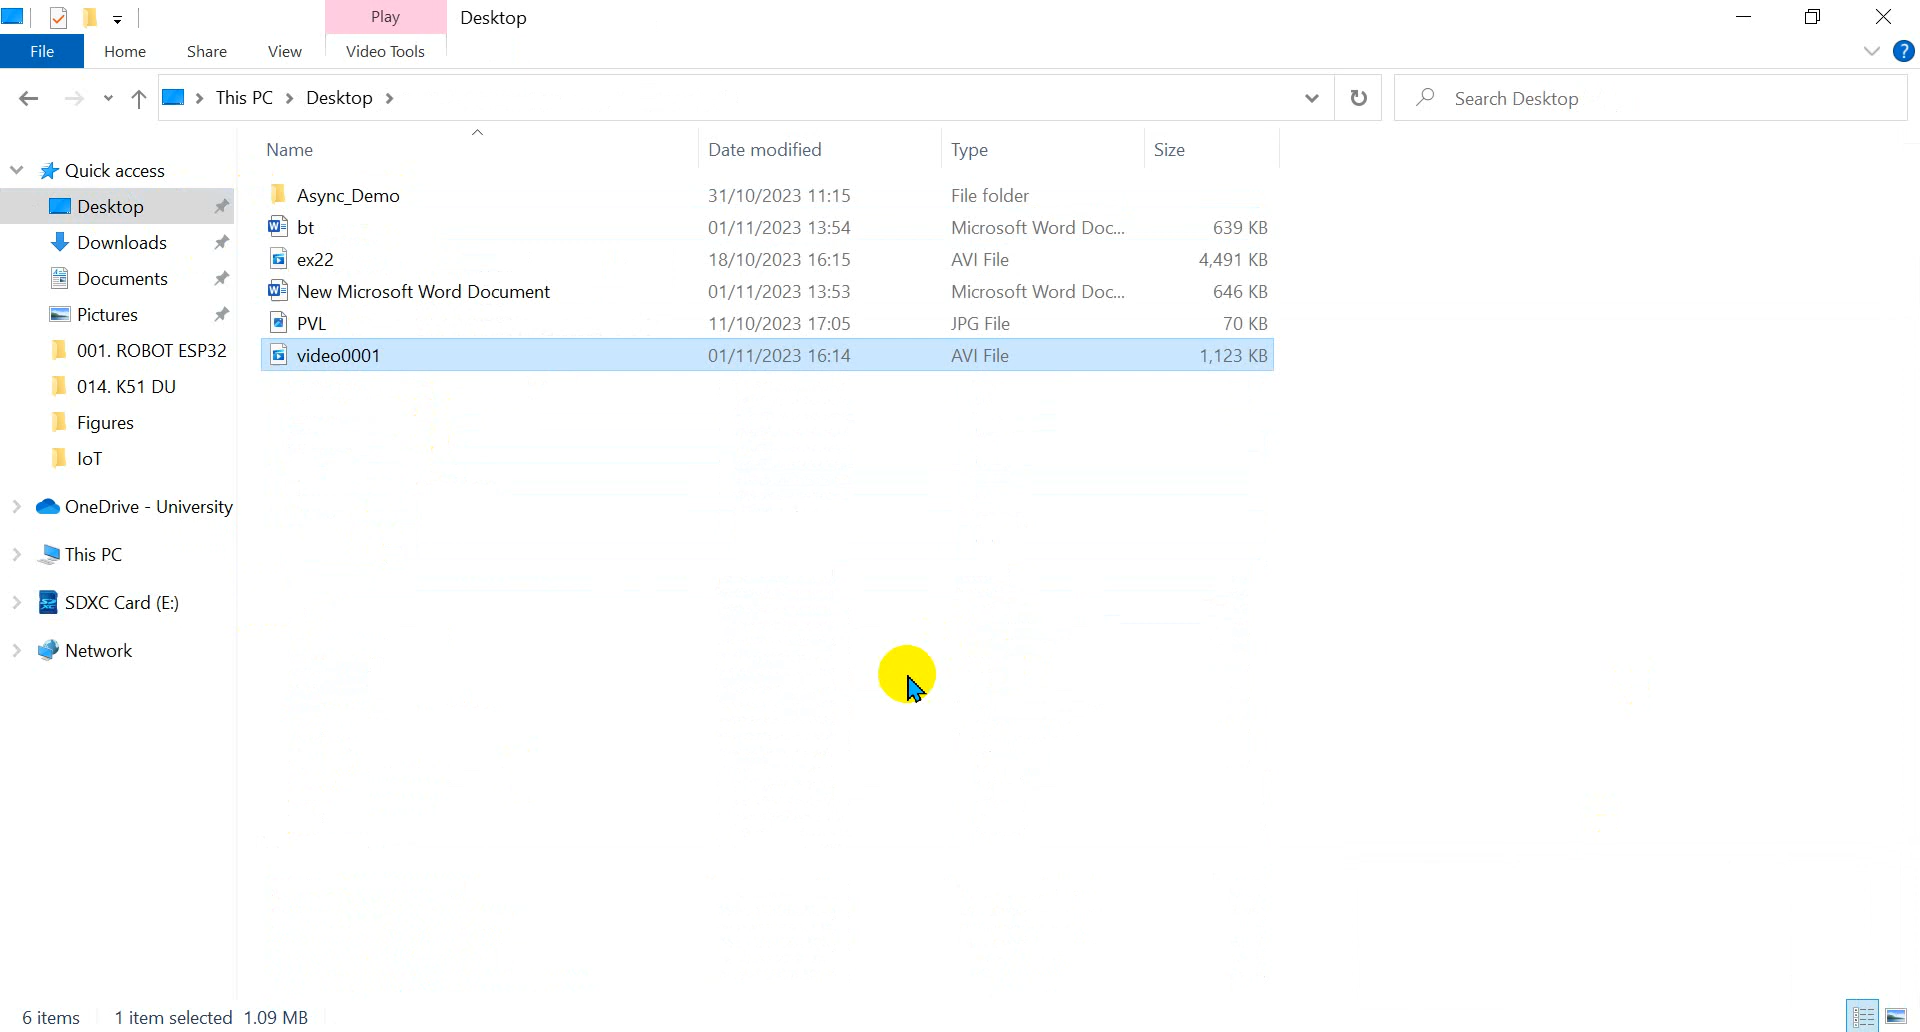 Play
Desktop
File
Home
Share
View
Video Tools
?
This PC
Desktop
Search Desktop
Name
Date modified
Type
Size
Quick access
Desktop
Downloads
Documents
Pictures
001. ROBOT ESP32
014. K51 DU
Figures
IoT
OneDrive - University
This PC
SDXC Card (E:)
Network
Async_Demo 31/10/2023 11:15 File folder
bt 01/11/2023 13:54 Microsoft Word Doc... 639 KB
ex22 18/10/2023 16:15 AVI File 4,491 KB
New Microsoft Word Document 01/11/2023 13:53 Microsoft Word Doc... 646 KB
PVL 11/10/2023 17:05 JPG File 70 KB
video0001 01/11/2023 16:14 AVI File 1,123 KB
6 items
1 item selected 1.09 MB